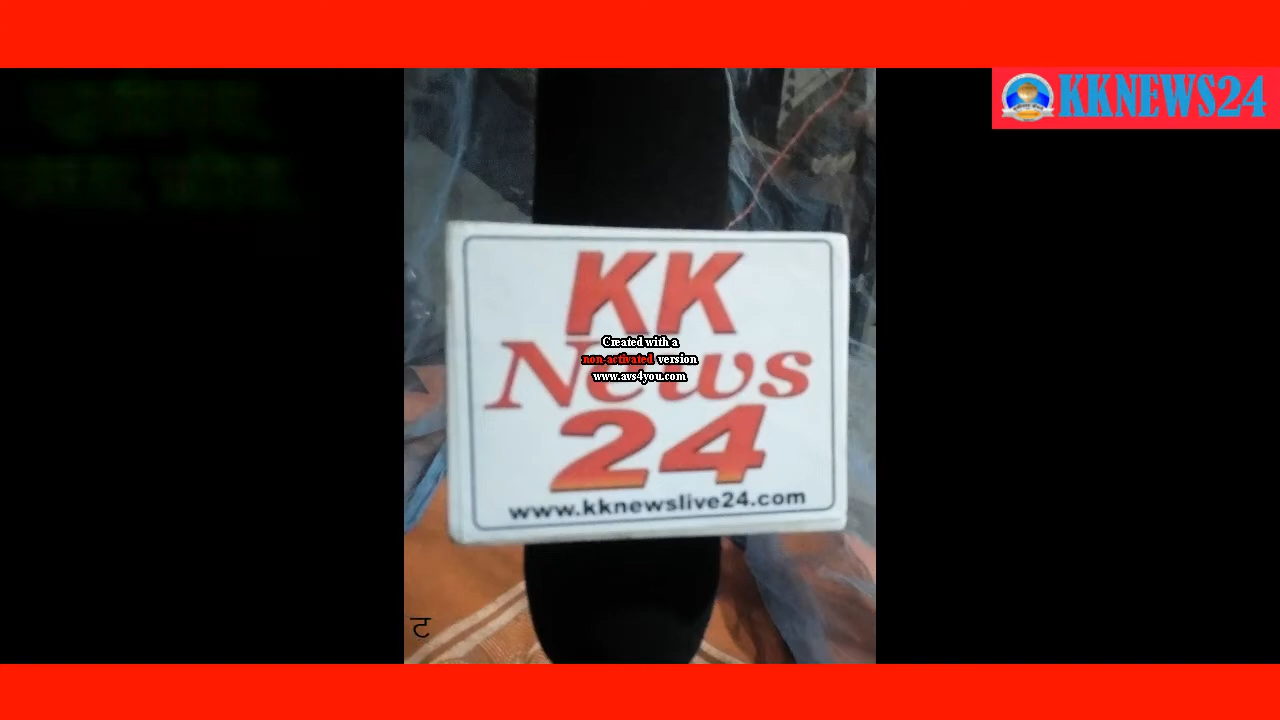 KKNEWS24
KK
News
24
www.kknewslive24.com
Created with a
non-activated version
www.avs4you.com
ट